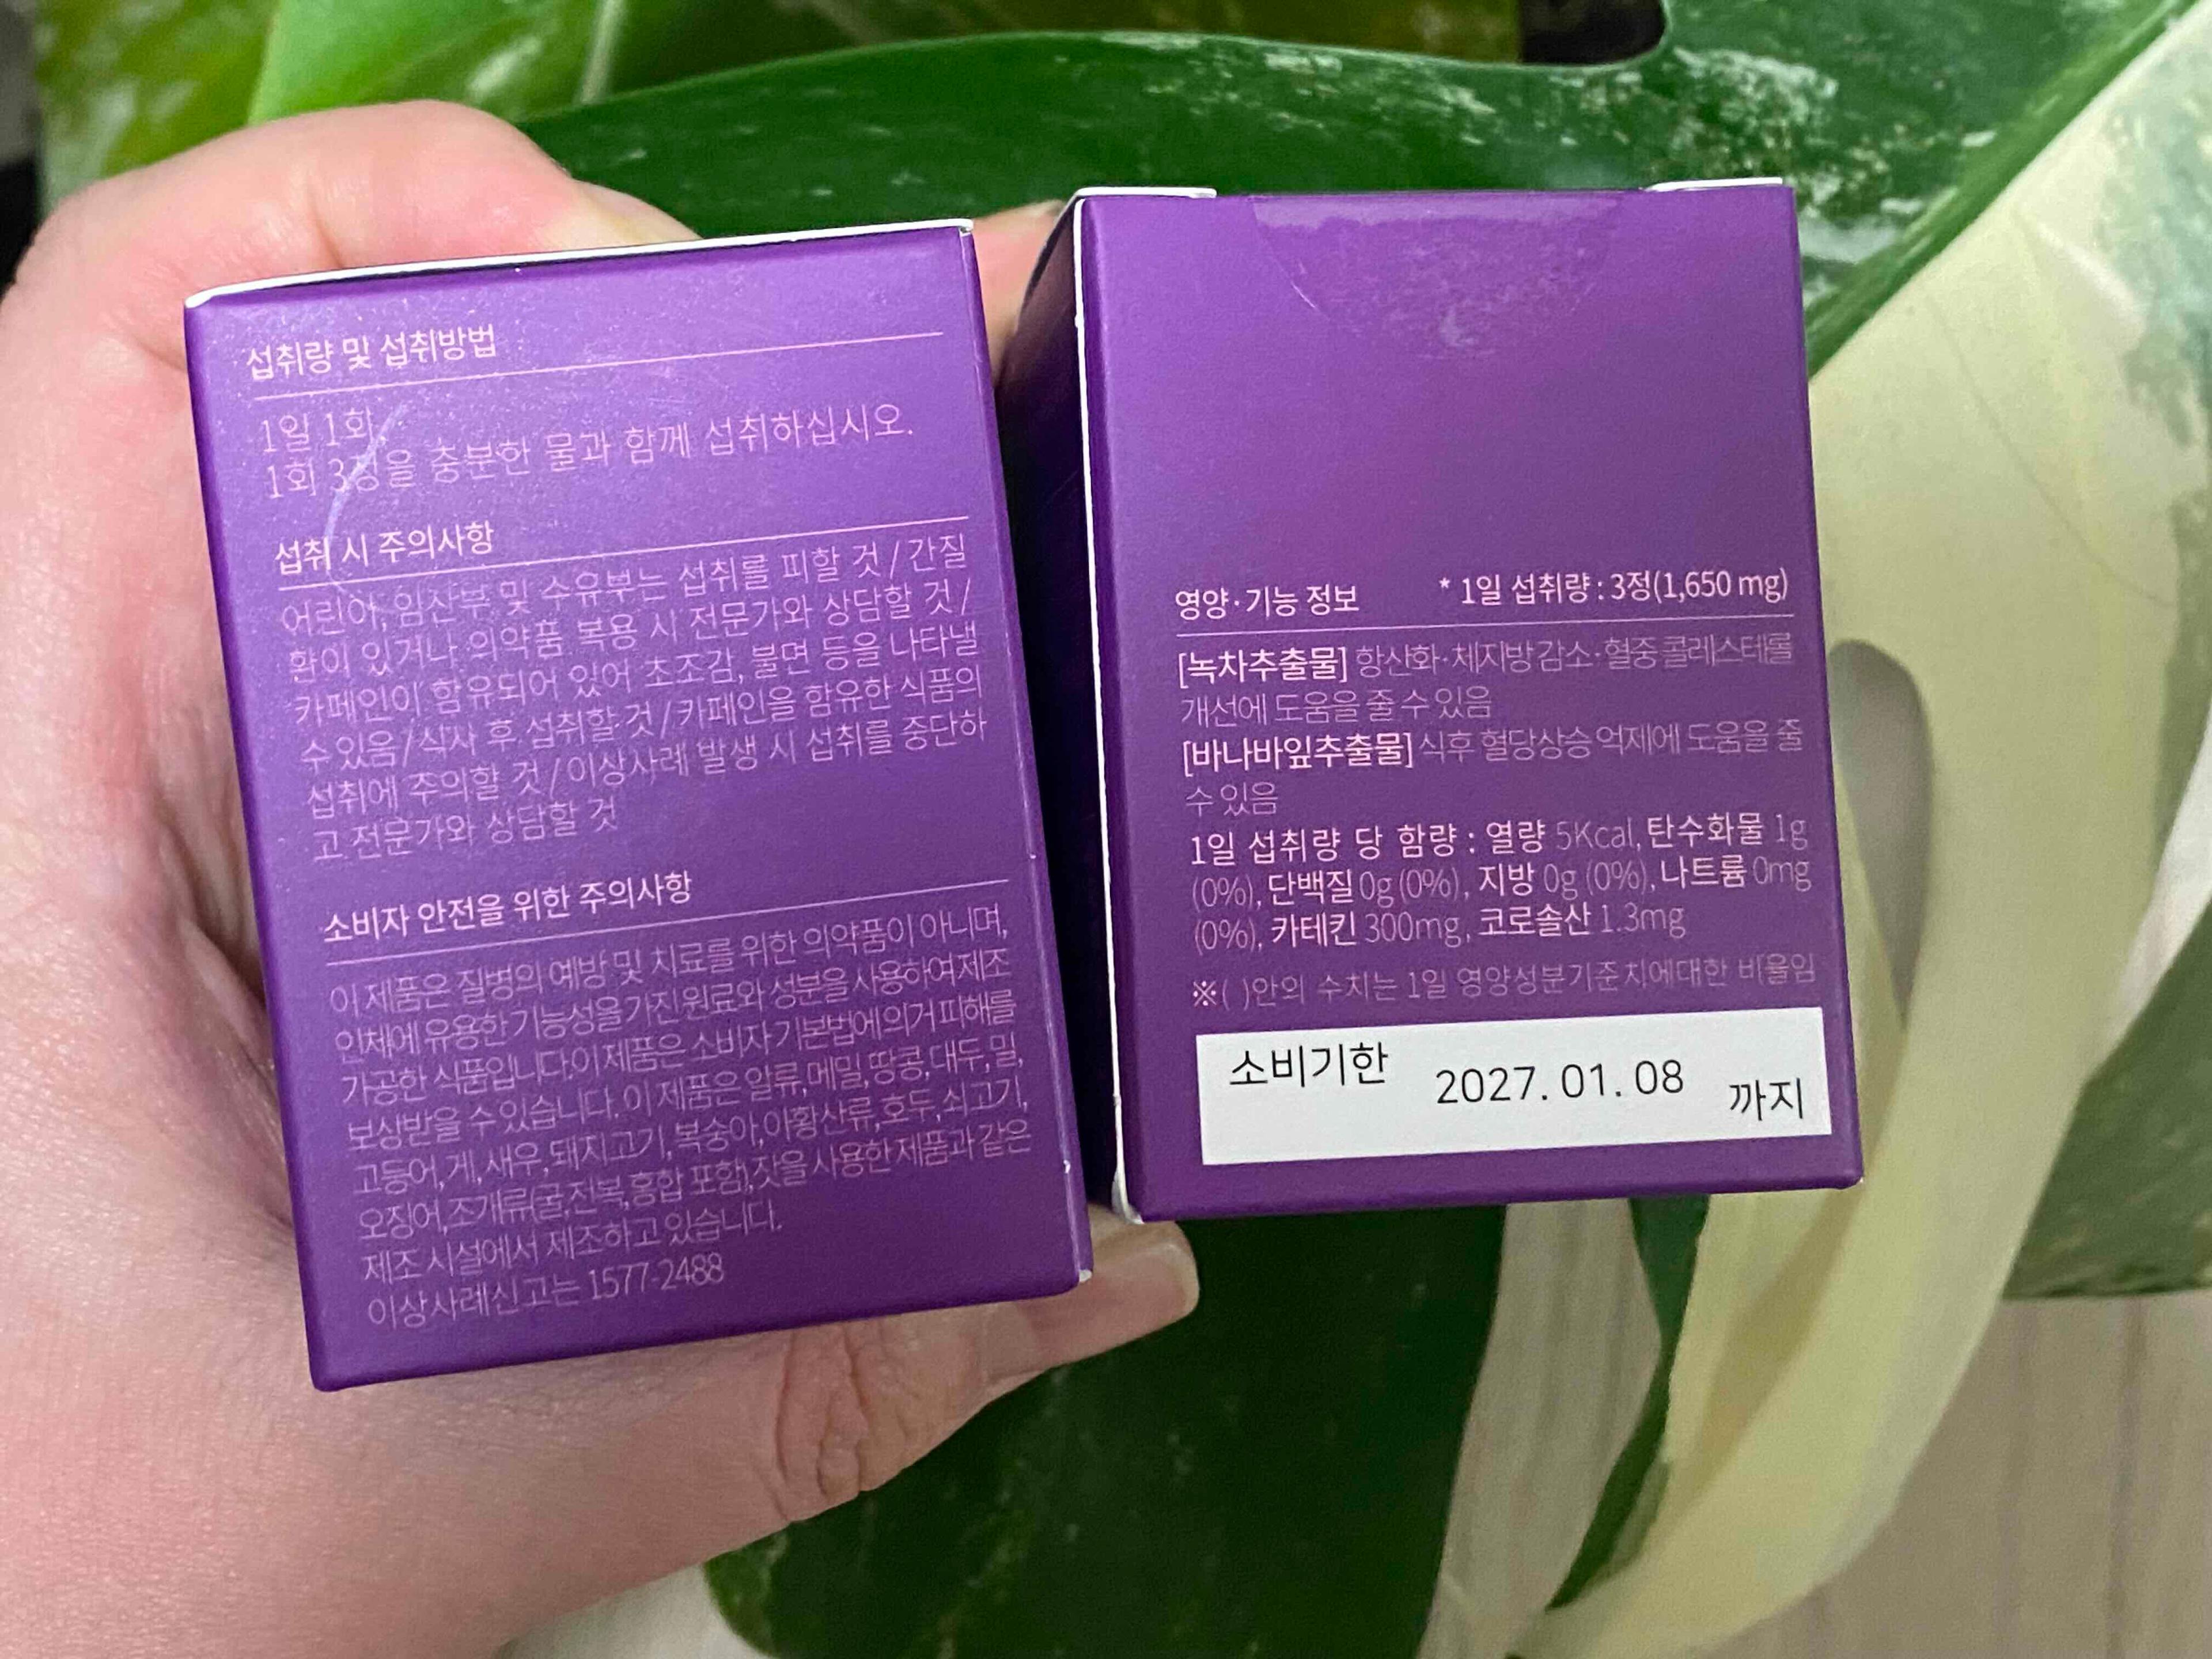 섭취량 및 섭취방법
1일 1회
1회 3정을 충분한 물과 함께 섭취하십시오.
섭취 시 주의사항
어린아, 임산부 및 수유부는 섭취를 피할 것 / 간질
환이 있거나 의약품 복용 시 전문가와 상담할 것 /
카페인이 함유되어 있어 초조감, 불면 등을 나타낼
수 있음 / 식사 후 섭취할 것 / 카페인을 함유한 식품의
섭취에 주의할 것 / 이상사례 발생 시 섭취를 중단하
고 전문가와 상담할 것
소비자 안전을 위한 주의사항
이 제품은 질병의 예방 및 치료를 위한 의약품이 아니며,
인체에 유용한 기능성을 가진 원료와 성분을 사용하여 제조
가공한 식품입니다.이 제품은 소비자 기본법에 의거 피해를
보상받을 수 있습니다. 이 제품은 알류, 메밀, 땅콩, 대두, 밀,
고등어, 게, 새우, 돼지고기, 복숭아, 아황산류, 호두, 쇠고기,
오징어, 조개류(굴, 전복, 홍합 포함), 잣을 사용한 제품과 같은
제조 시설에서 제조하고 있습니다.
이상사례신고는 1577-2488
영양·기능 정보 * 1일 섭취량 : 3정(1,650 mg)
[녹차추출물] 항산화·체지방 감소·혈중 콜레스테롤
개선에 도움을 줄 수 있음
[바나바잎추출물] 식후 혈당상승 억제에 도움을 줄
수 있음
1일 섭취량 당 함량 : 열량 5Kcal, 탄수화물 1g
(0%), 단백질 0g (0%), 지방 0g (0%), 나트륨 0mg
(0%), 카테킨 300mg, 코로솔산 1.3mg
※( )안의 수치는 1일 영양성분기준치에대한 비율임
소비기한 2027. 01. 08 까지